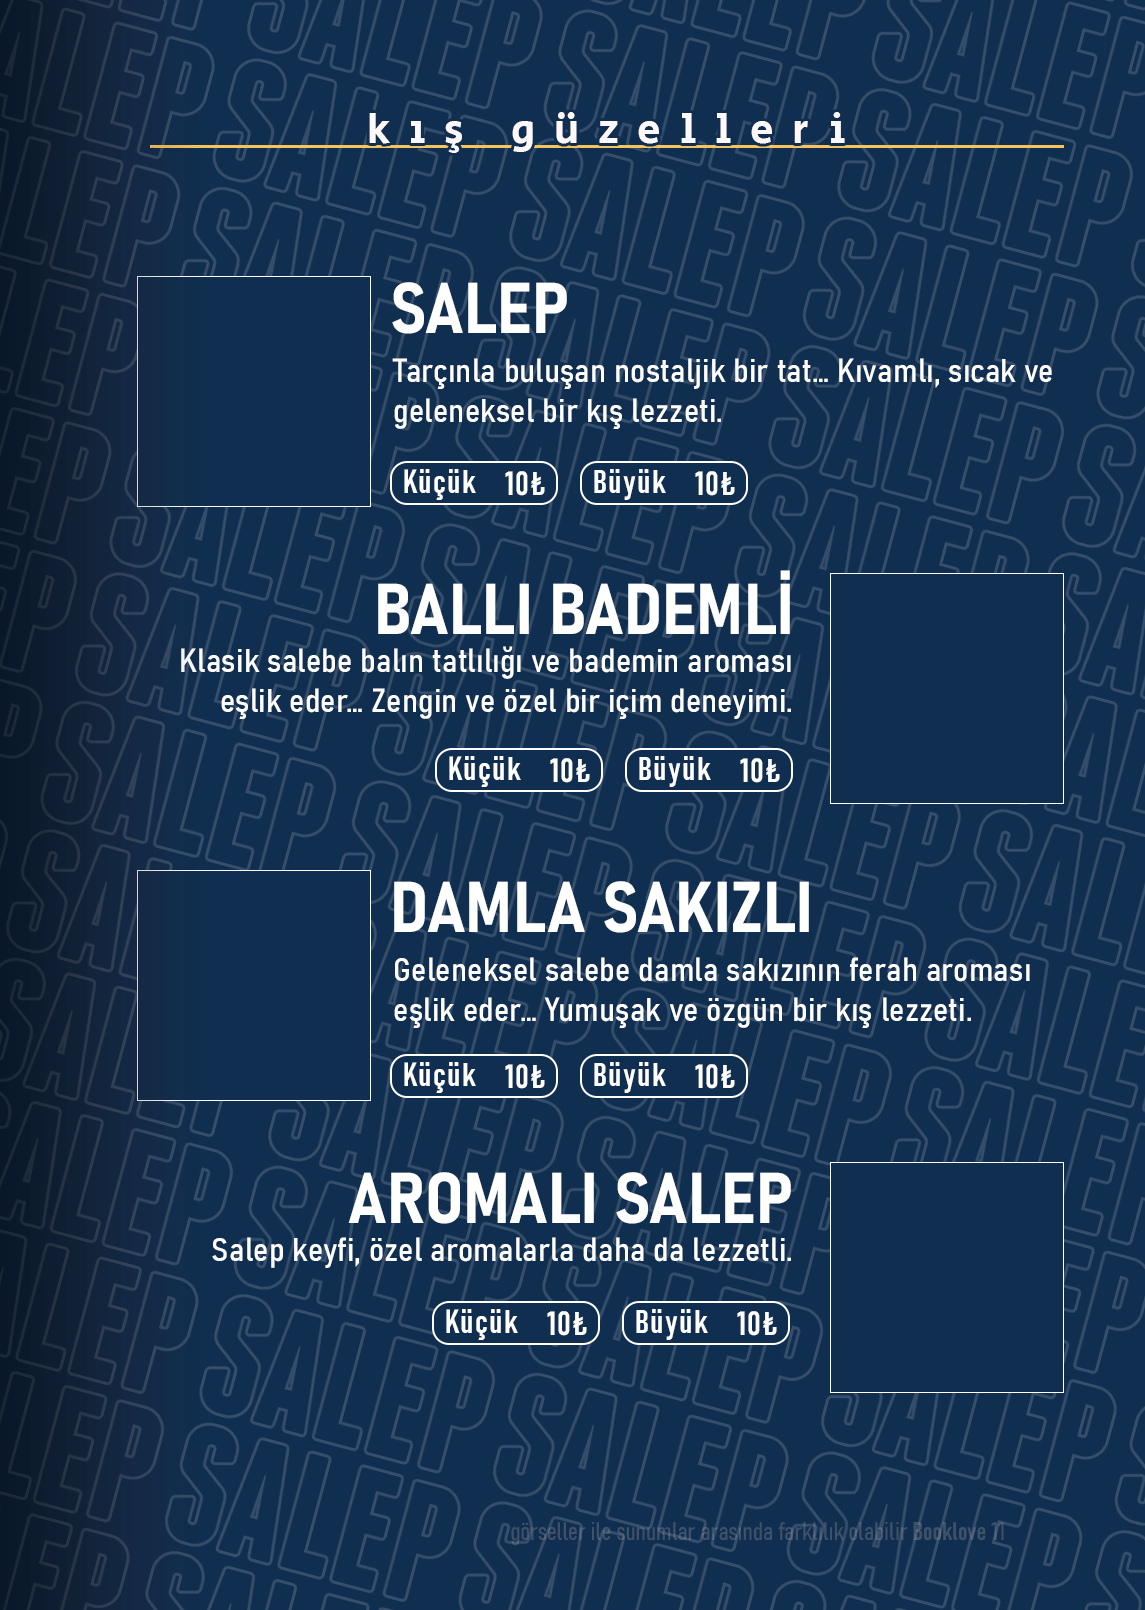 kış güzelleri
SALEP
Tarçınla buluşan nostaljik bir tat... Kıvamlı, sıcak ve
geleneksel bir kış lezzeti.
Küçük 10₺ Büyük 10₺
BALLI BADEMLİ
Klasik salebe balın tatlılığı ve bademin aroması
eşlik eder... Zengin ve özel bir içim deneyimi.
Küçük 10₺ Büyük 10₺
DAMLA SAKIZLI
Geleneksel salebe damla sakızının ferah aroması
eşlik eder... Yumuşak ve özgün bir kış lezzeti.
Küçük 10₺ Büyük 10₺
AROMALI SALEP
Salep keyfi, özel aromalarla daha da lezzetli.
Küçük 10₺ Büyük 10₺
görseller ile sunumlar arasında farklılık olabilir Booklove 11